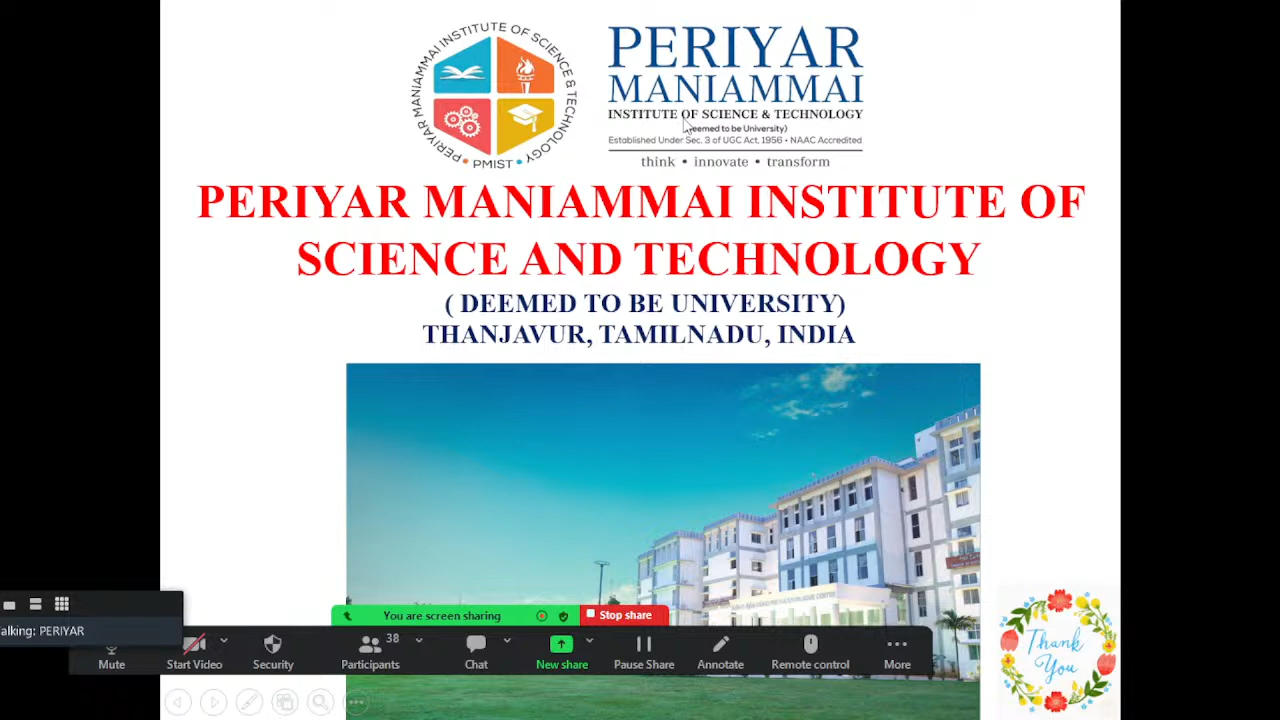 PERIYAR MANIAMMAI INSTITUTE OF SCIENCE & TECHNOLOGY
• PMIST •
PERIYAR
MANIAMMAI
INSTITUTE OF SCIENCE & TECHNOLOGY
(Deemed to be University)
Established Under Sec. 3 of UGC Act, 1956 • NAAC Accredited
think • innovate • transform
PERIYAR MANIAMMAI INSTITUTE OF
SCIENCE AND TECHNOLOGY
( DEEMED TO BE UNIVERSITY)
THANJAVUR, TAMILNADU, INDIA
alking: PERIYAR
You are screen sharing
Stop share
38
Mute
Start Video
Security
Participants
Chat
New share
Pause Share
Annotate
Remote control
More
Thank
You